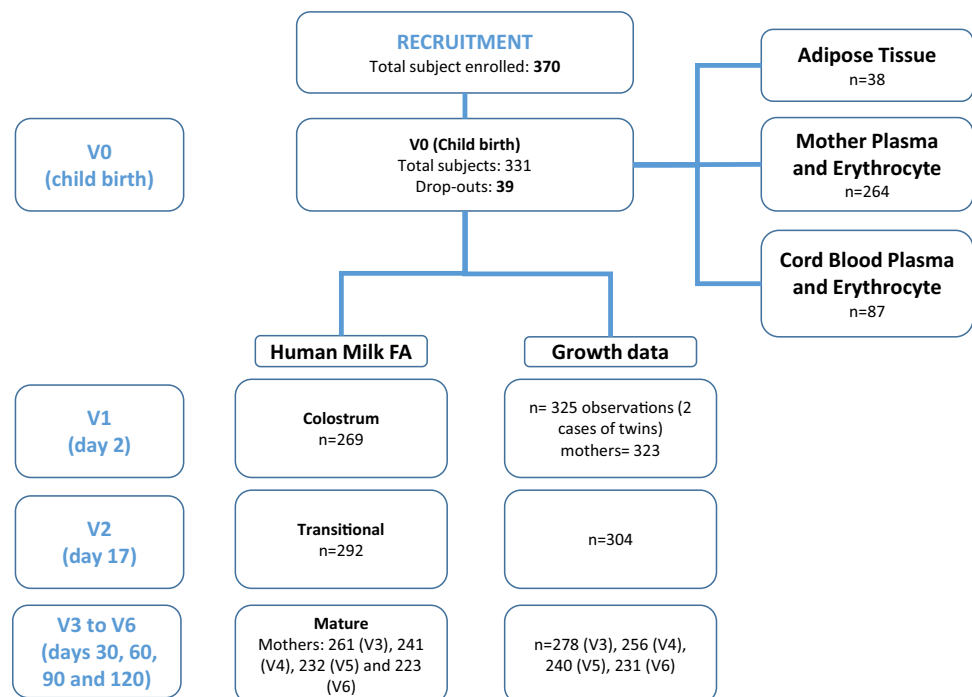 RECRUITMENT
Total subject enrolled: 370
Adipose Tissue
n=38
V0
(child birth)
V0 (Child birth)
Total subjects: 331
Drop-outs: 39
Mother Plasma
and Erythrocyte
n=264
Cord Blood Plasma
and Erythrocyte
n=87
Human Milk FA
Growth data
V1
(day 2)
Colostrum
n=269
n= 325 observations (2
cases of twins)
mothers= 323
V2
(day 17)
Transitional
n=292
n=304
V3 to V6
(days 30, 60,
90 and 120)
Mature
Mothers: 261 (V3), 241
(V4), 232 (V5) and 223
(V6)
n=278 (V3), 256 (V4),
240 (V5), 231 (V6)